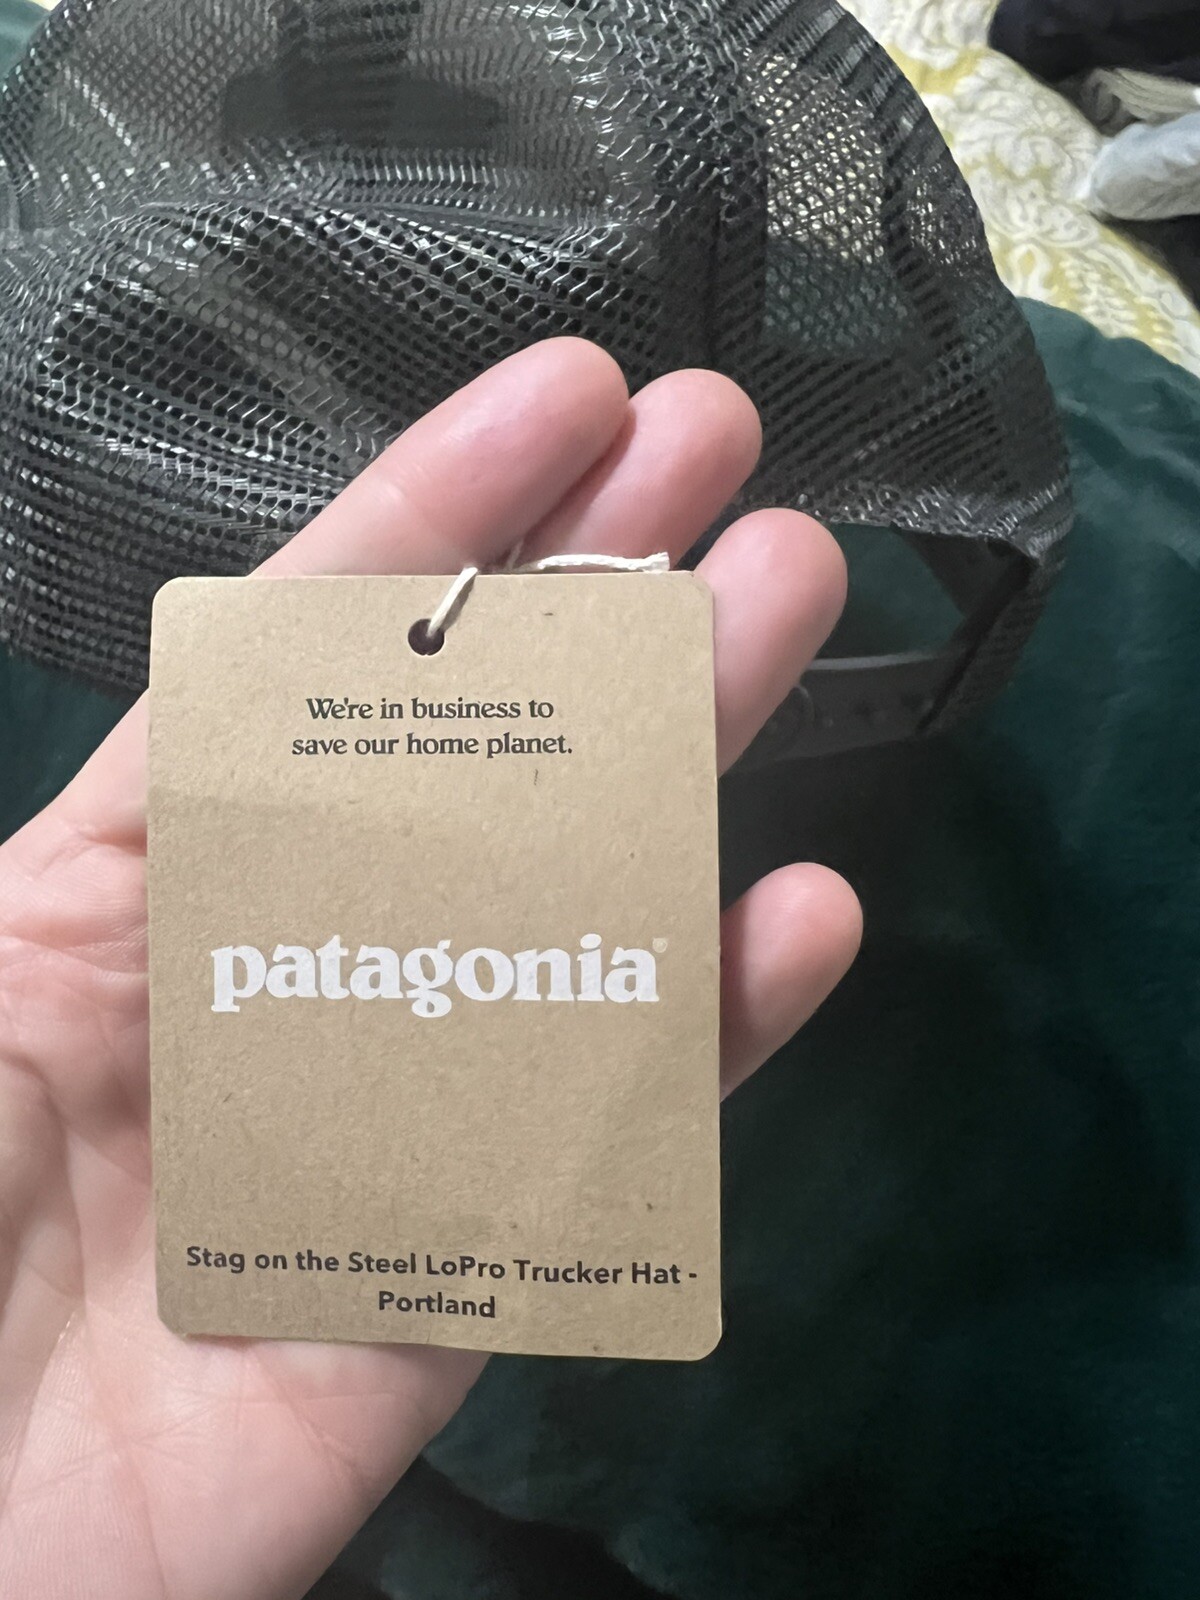 We're in business to
save our home planet.
patagonia®
Stag on the Steel LoPro Trucker Hat -
Portland